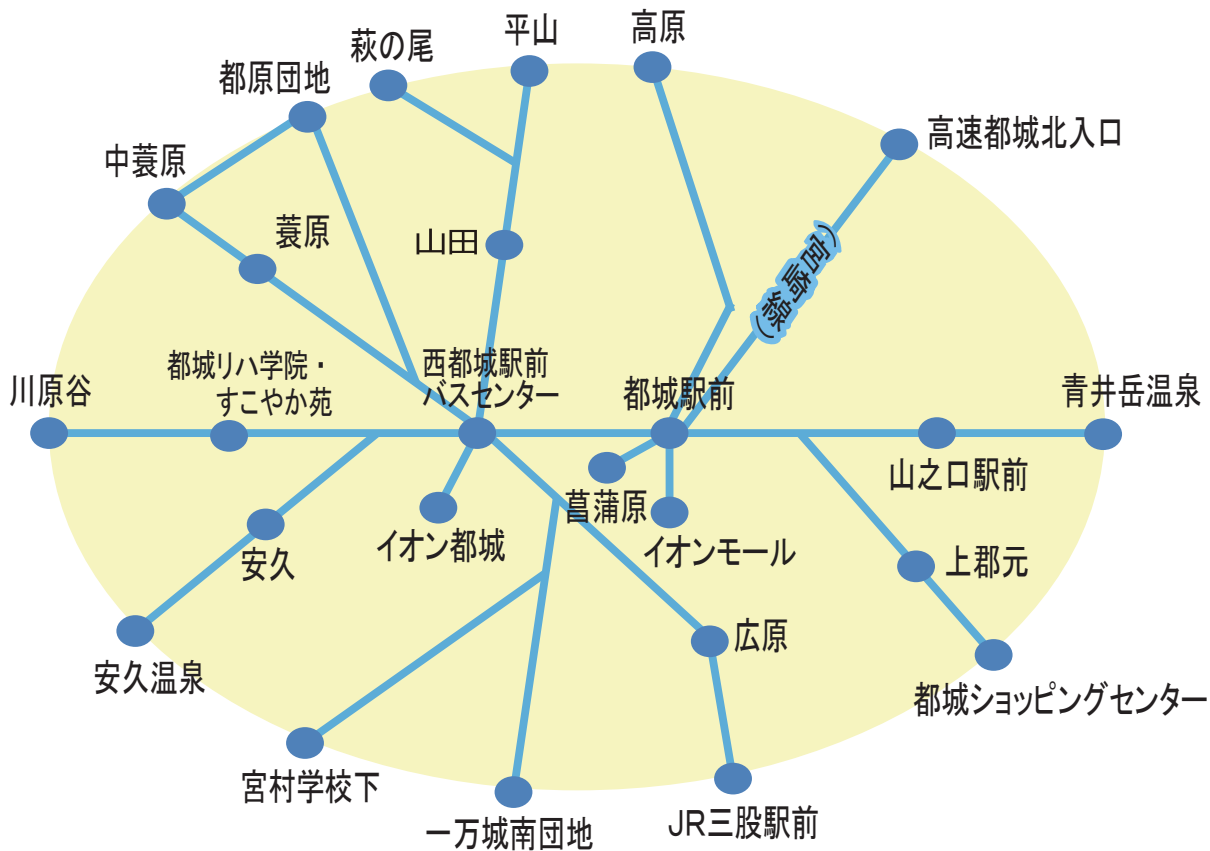 平山
高原
萩の尾
都原団地
高速都城北入口
中蓑原
蓑原
山田
(宮崎線)
都城リハ学院・
すこやか苑
西都城駅前
バスセンター
都城駅前
川原谷
青井岳温泉
山之口駅前
菖蒲原
イオン都城
イオンモール
安久
上郡元
広原
安久温泉
都城ショッピングセンター
宮村学校下
一万城南団地
JR三股駅前